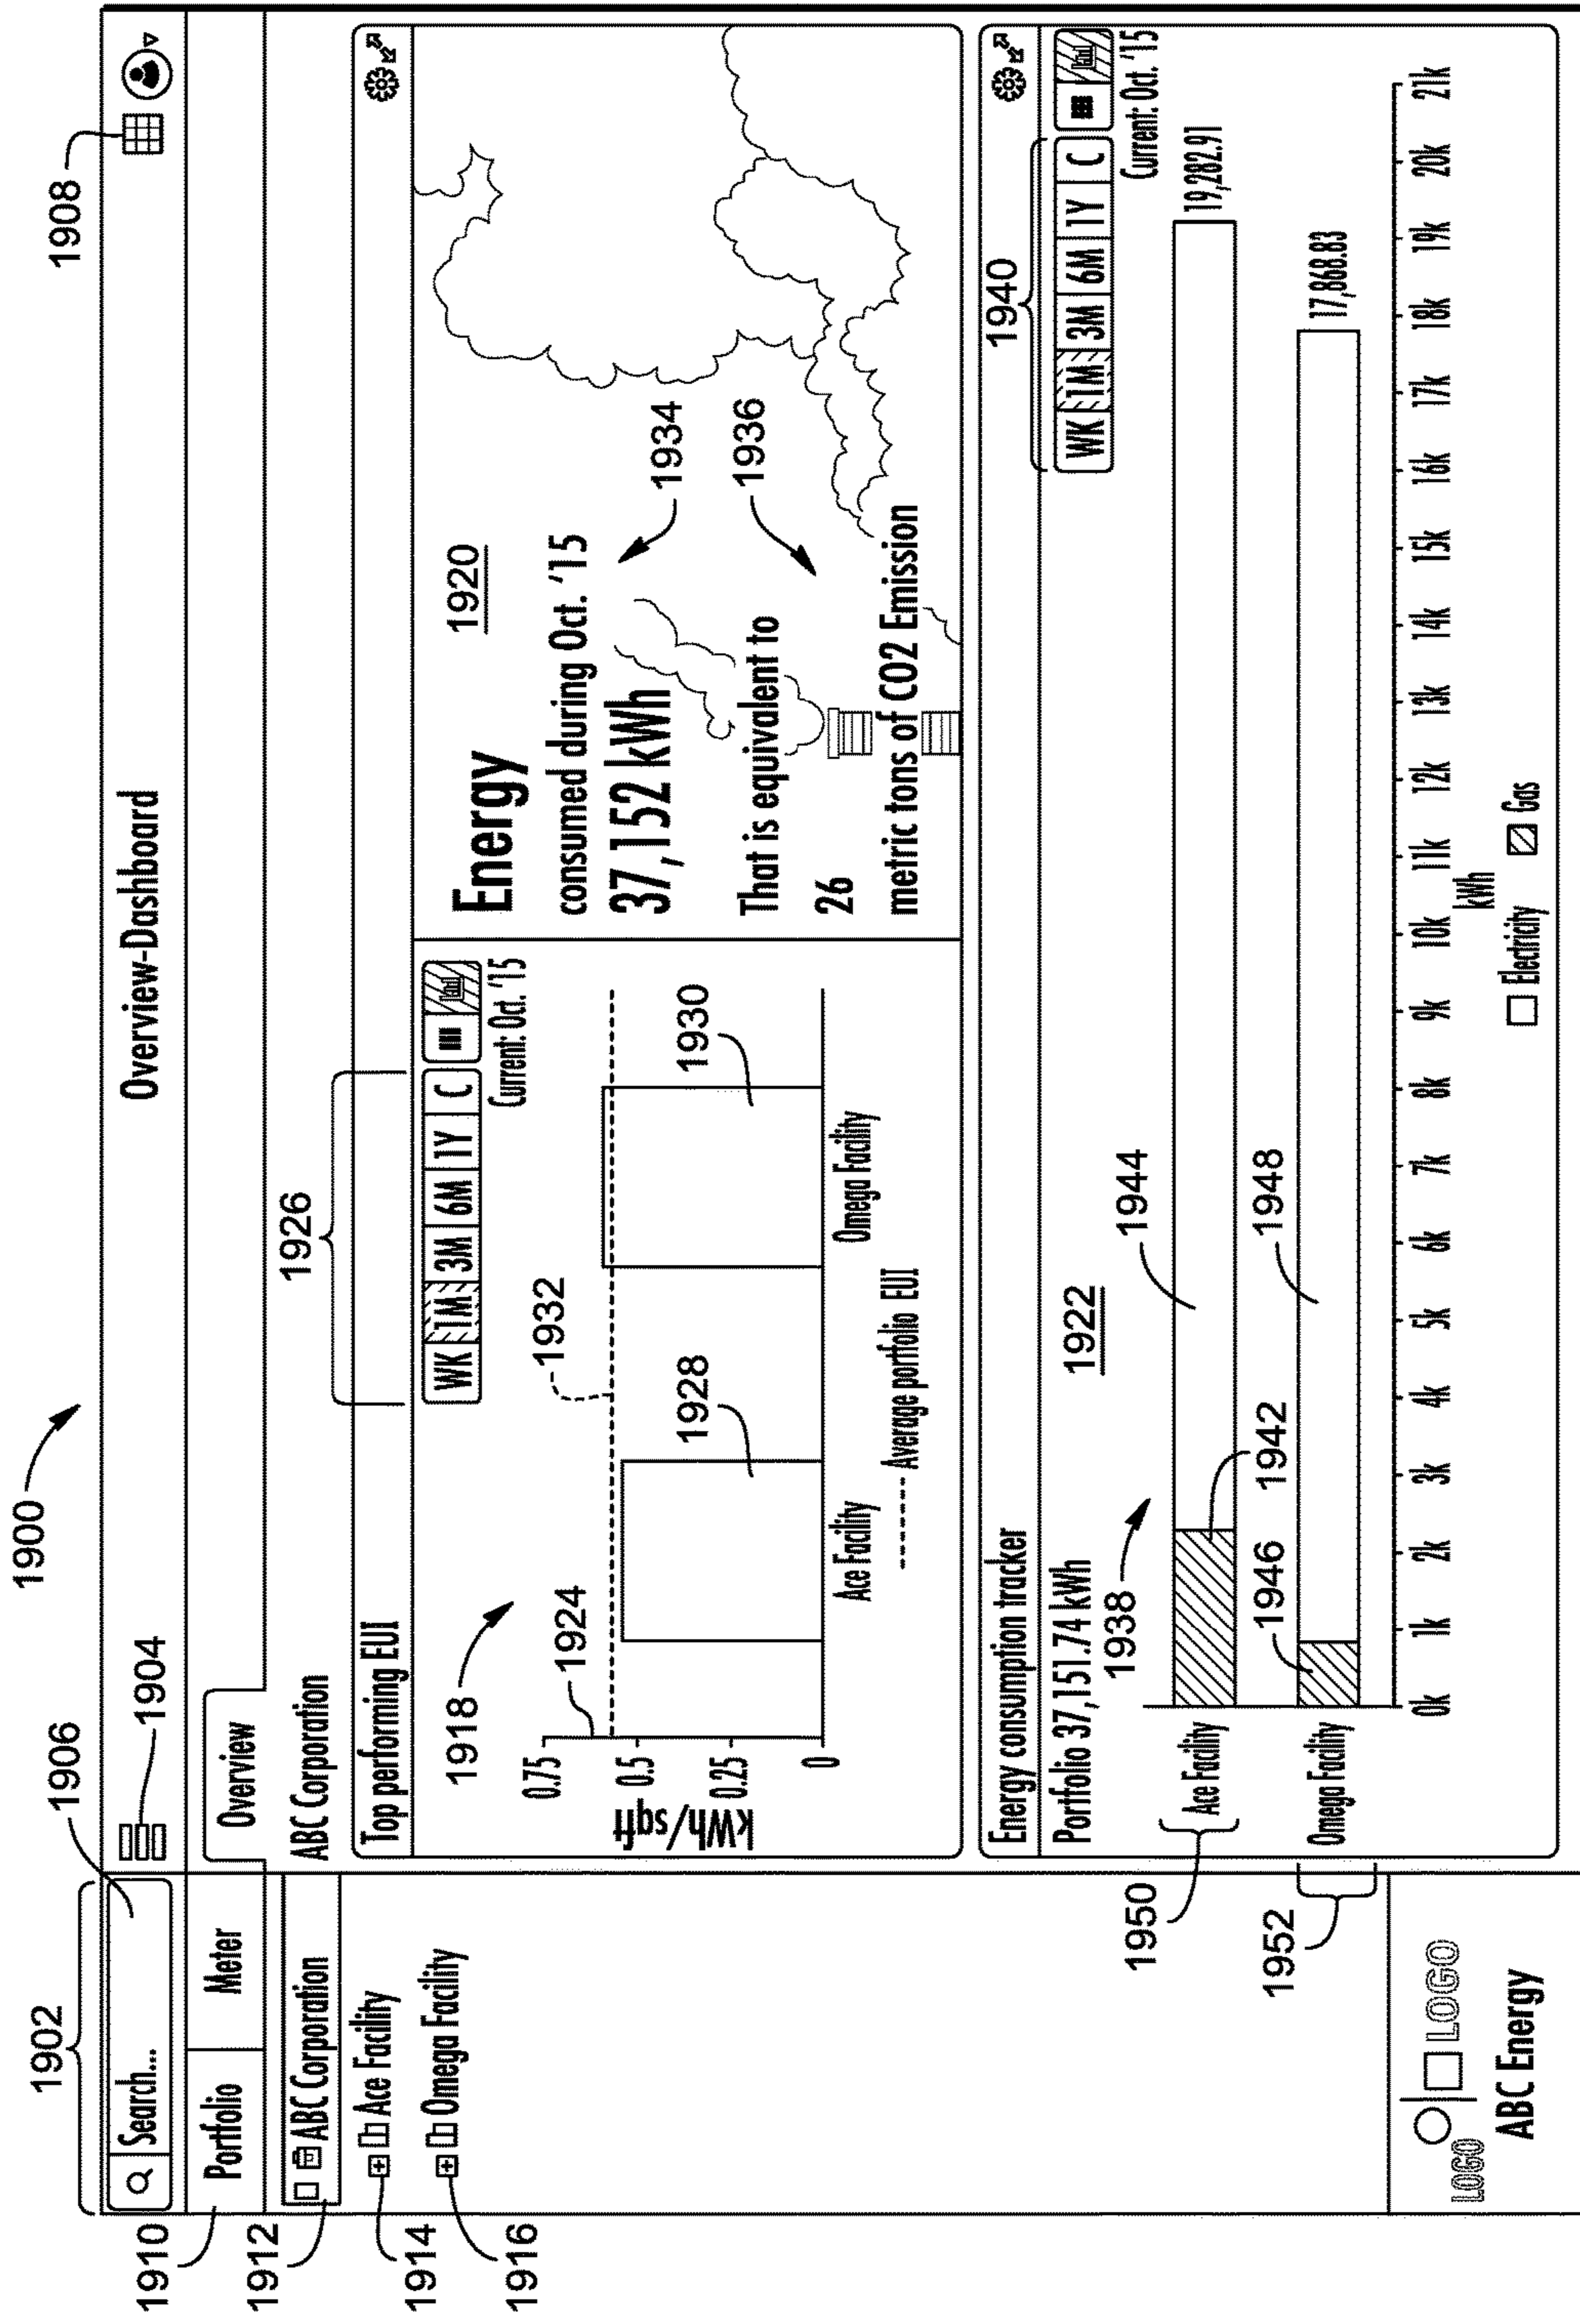 1900
1902
1906
1904
1908
Search...
Overview-Dashboard
1910
Portfolio
Meter
Overview
1912
ABC Corporation
ABC Corporation
1914
Ace Facility
1916
Omega Facility
Top performing EUI
1926
WK 1M 3M 6M 1Y C
Current: Oct. '15
1918
1924
1932
1928
1930
kWh/sqft
0.75
0.5
0.25
0
Ace Facility
Omega Facility
Average portfolio EUI
1920
Energy
consumed during Oct. '15
37,152 kWh
1934
That is equivalent to
26
1936
metric tons of CO2 Emission
Energy consumption tracker
1940
Portfolio 37,151.74 kWh
1922
WK 1M 3M 6M 1Y C
Current: Oct. '15
1938
1944
1950
Ace Facility
19,282.91
1942
1946
1948
1952
Omega Facility
17,868.83
0k 1k 2k 3k 4k 5k 6k 7k 8k 9k 10k 11k 12k 13k 14k 15k 16k 17k 18k 19k 20k 21k
kWh
Electricity Gas
LOGO
LOGO
ABC Energy